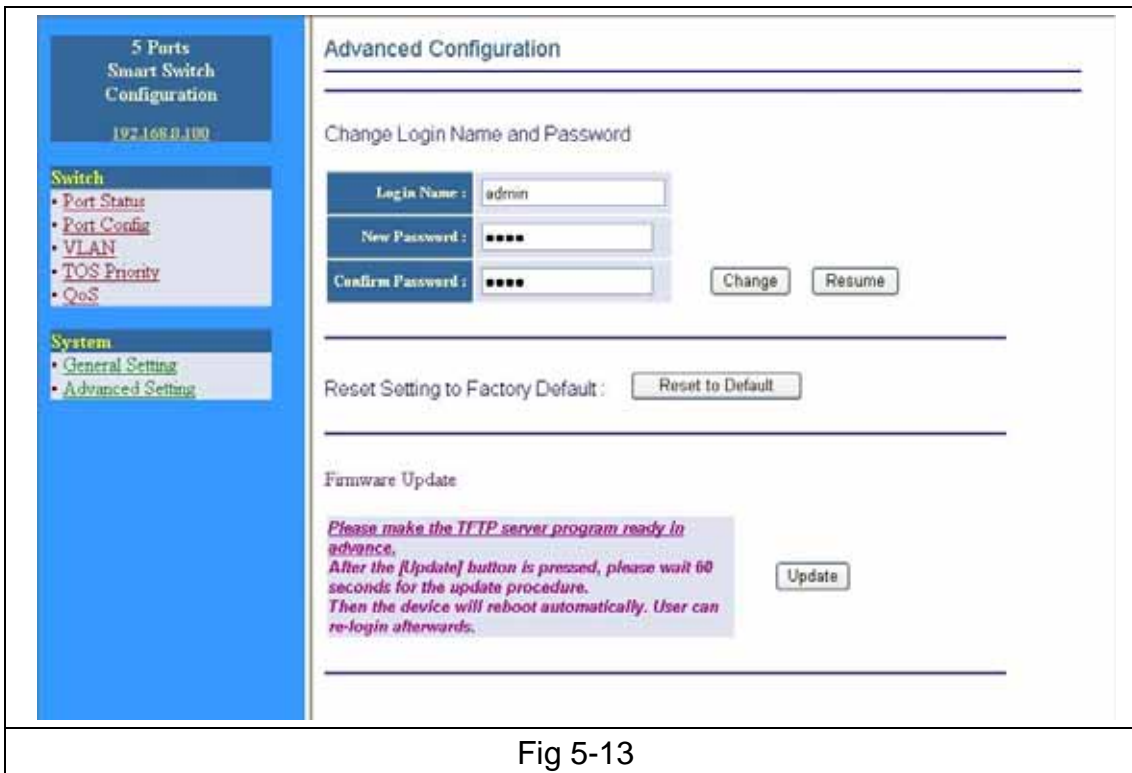 5 Ports
Smart Switch
Configuration
192.168.0.100
Switch
• Port Status
• Port Config
• VLAN
• TOS Priority
• QoS
System
• General Setting
• Advanced Setting
Advanced Configuration
Change Login Name and Password
Login Name : admin
New Password : ●●●●
Confirm Password : ●●●● Change Resume
Reset Setting to Factory Default : Reset to Default
Firmware Update
Please make the TFTP server program ready in
advance.
After the [Update] button is pressed, please wait 60
seconds for the update procedure.
Then the device will reboot automatically. User can
re-login afterwards.
Update
Fig 5-13